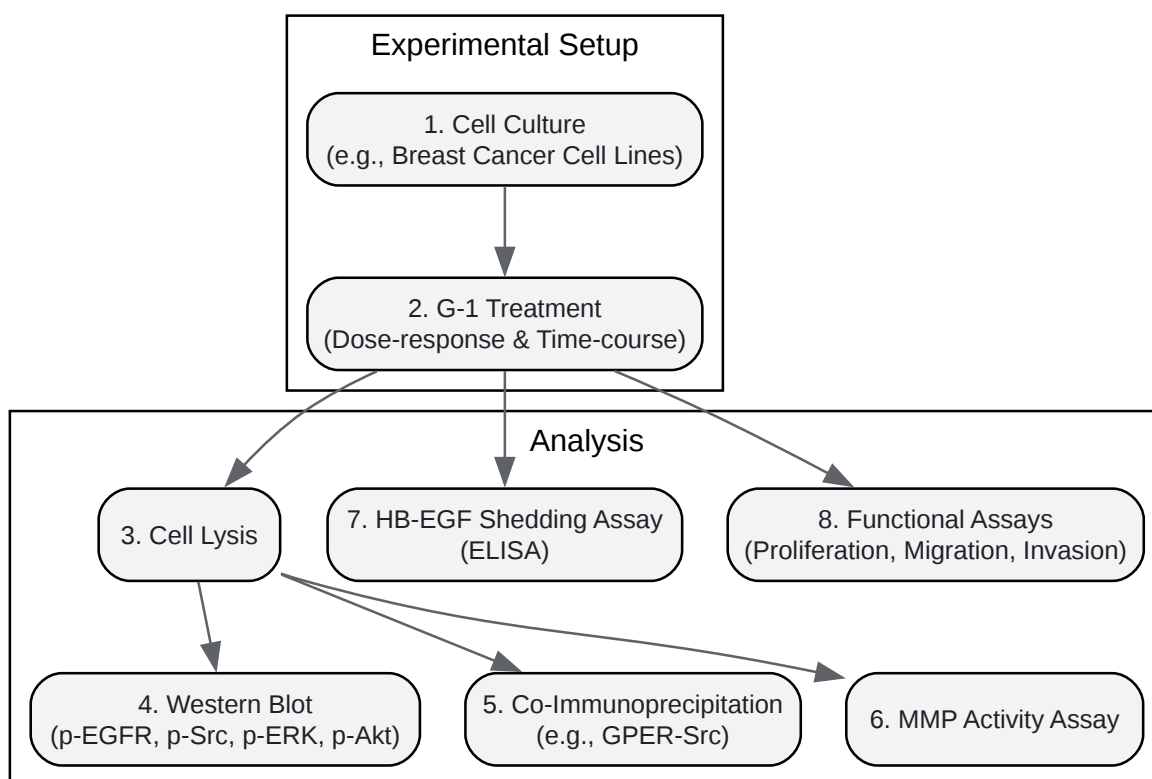 Experimental Setup
1. Cell Culture
(e.g., Breast Cancer Cell Lines)
2. G-1 Treatment
(Dose-response & Time-course)
Analysis
3. Cell Lysis
7. HB-EGF Shedding Assay
(ELISA)
8. Functional Assays
(Proliferation, Migration, Invasion)
4. Western Blot
(p-EGFR, p-Src, p-ERK, p-Akt)
5. Co-Immunoprecipitation
(e.g., GPER-Src)
6. MMP Activity Assay